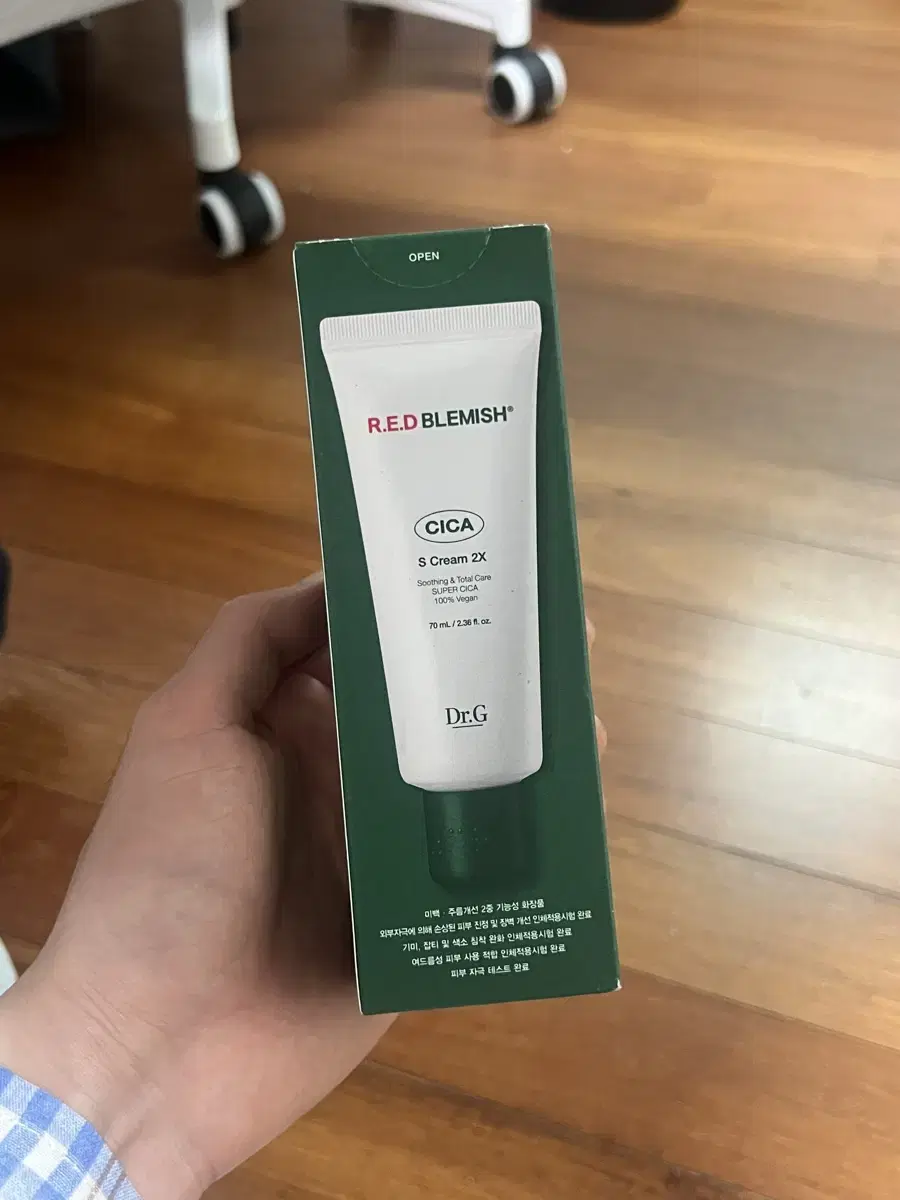 OPEN
R.E.D BLEMISH®
CICA
S Cream 2X
Soothing & Total Care
SUPER CICA
100% Vegan
70 mL / 2.36 fl. oz.
Dr.G
미백 · 주름개선 2중 기능성 화장품
외부자극에 의해 손상된 피부 진정 및 장벽 개선 인체적용시험 완료
기미, 잡티 및 색소 침착 완화 인체적용시험 완료
여드름성 피부 사용 적합 인체적용시험 완료
피부 자극 테스트 완료